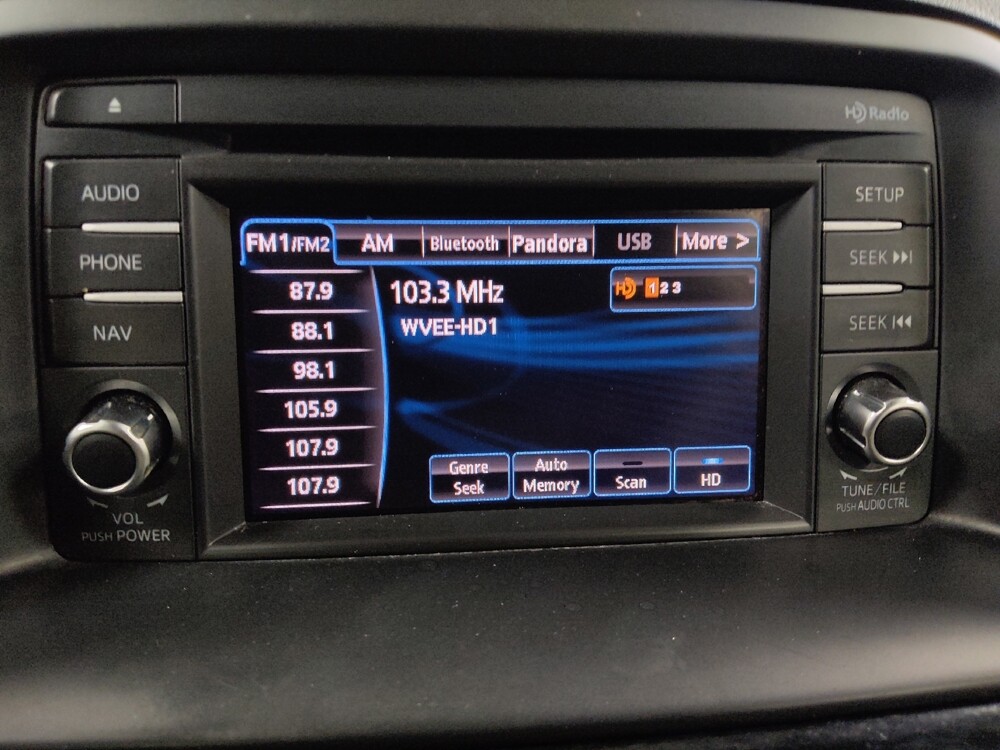 HD Radio
AUDIO
PHONE
NAV
VOL
PUSH POWER
FM1/FM2 AM Bluetooth Pandora USB More >
87.9
88.1
98.1
105.9
107.9
107.9
103.3 MHz
WVEE-HD1
HD 1 2 3
Genre
Seek
Auto
Memory
Scan
HD
SETUP
SEEK
SEEK
TUNE/FILE
PUSH AUDIO CTRL